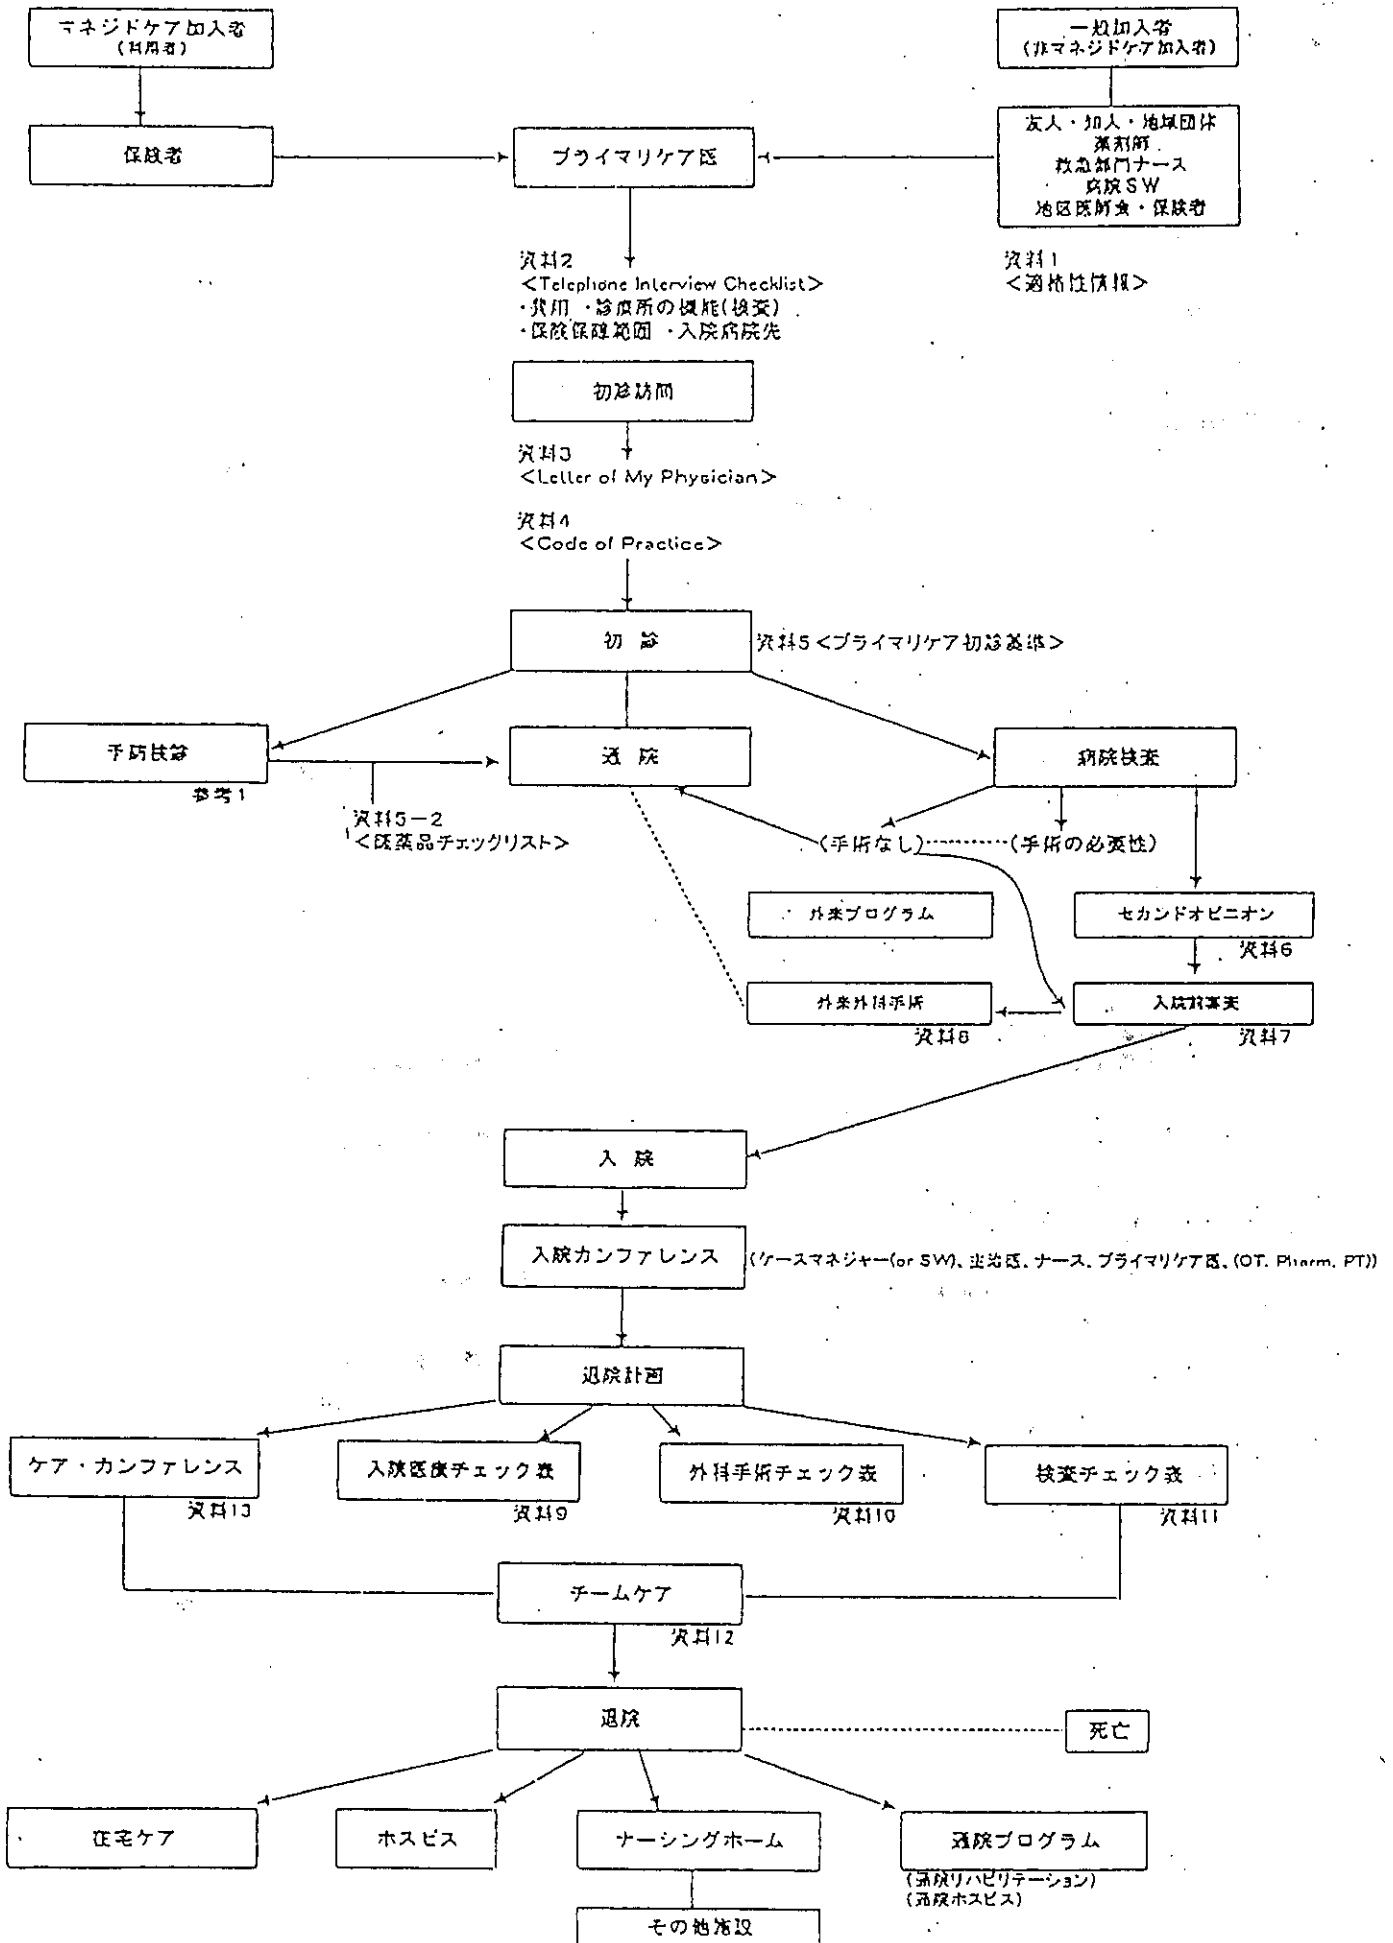 マネジドケア加入者
(利用者)
一般加入者
(非マネジドケア加入者)
保険者
プライマリケア医
友人・知人・地域団体
薬剤師
救急部門ナース
病院SW
地区医師会・保険者
資料2
<Telephone Interview Checklist>
・費用 ・診療所の機能(検査)
・保険保障範囲 ・入院病院先
資料1
<適格性情報>
初診訪問
資料3
<Letter of My Physician>
資料4
<Code of Practice>
初 診
資料5<プライマリケア初診基準>
予防検診
参考1
通 院
病院検査
資料5-2
<医薬品チェックリスト>
(手術なし)
(手術の必要性)
外来プログラム
セカンドオピニオン
資料6
外来外科手術
資料8
入院前審査
資料7
入 院
入院カンファレンス
(ケースマネジャー(or SW)、主治医、ナース、プライマリケア医、(OT. Pharm. PT))
退院計画
ケア・カンファレンス
資料13
入院医療チェック表
資料9
外科手術チェック表
資料10
検査チェック表
資料11
チームケア
資料12
退院
死亡
在宅ケア
ホスピス
ナーシングホーム
通院プログラム
(通院リハビリテーション)
(通院ホスピス)
その他施設